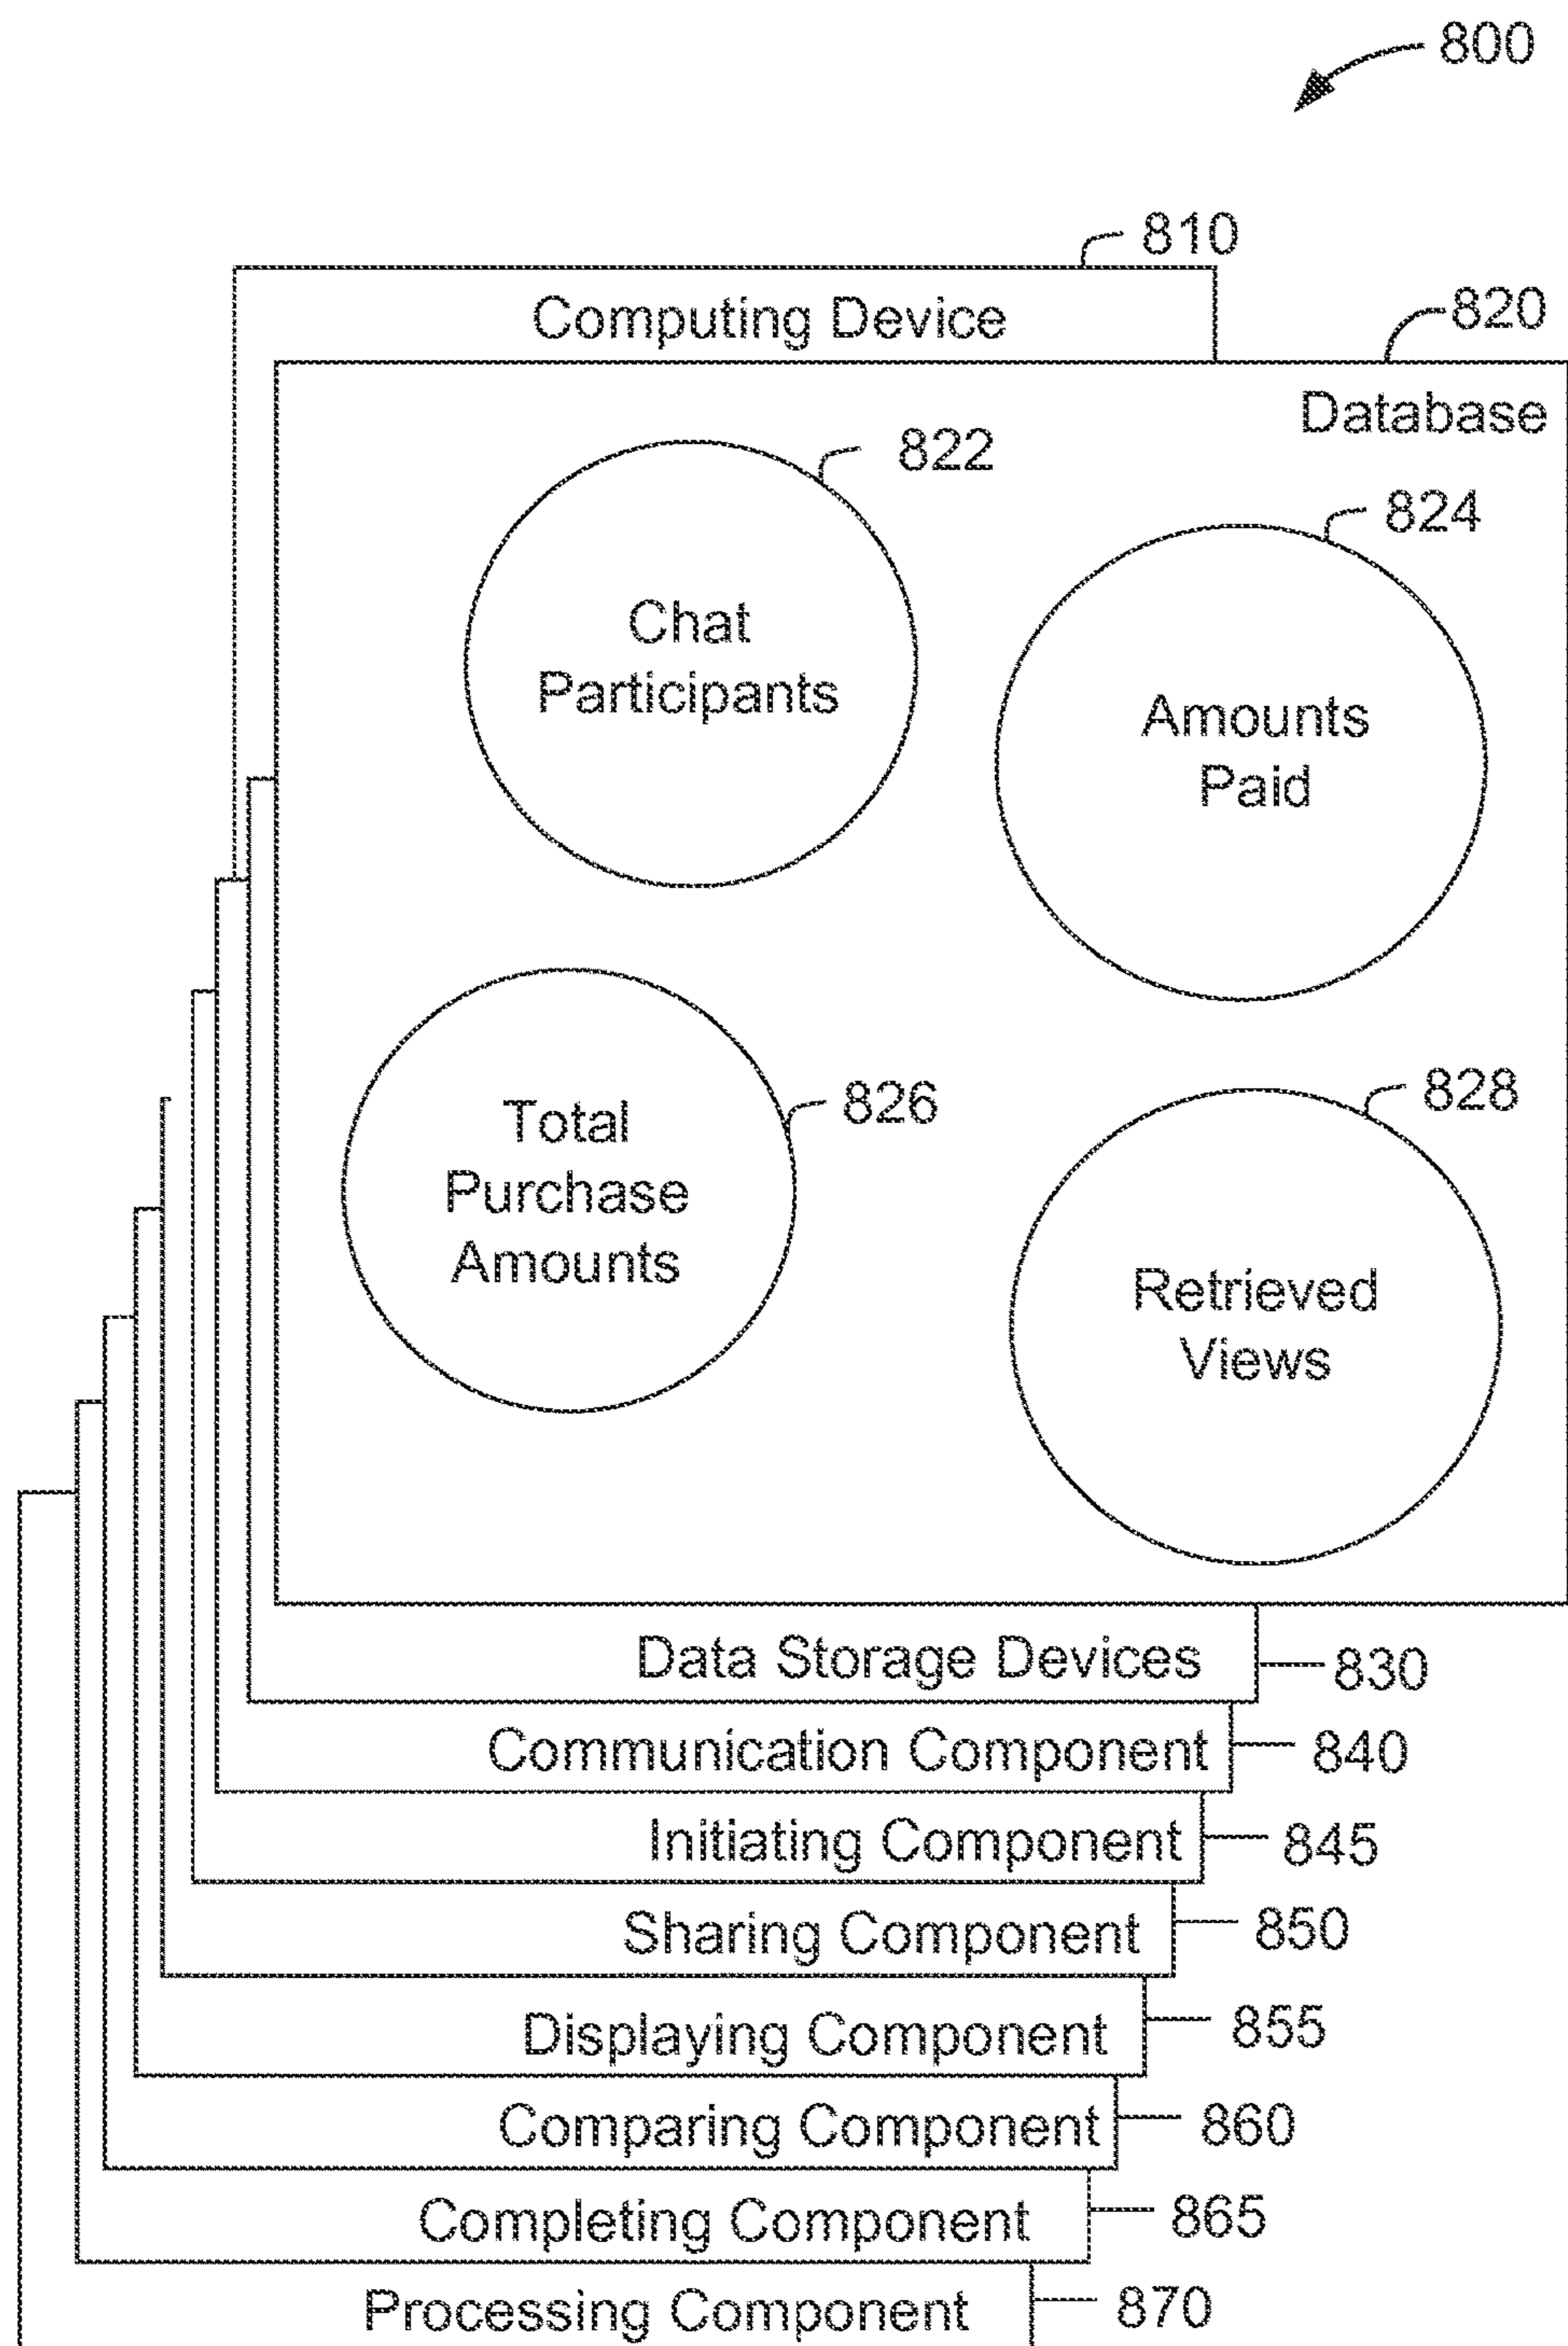 800
810
Computing Device
820
Database
822
824
Chat
Participants
Amounts
Paid
826
828
Total
Purchase
Amounts
Retrieved
Views
Data Storage Devices
830
Communication Component
840
Initiating Component
845
Sharing Component
850
Displaying Component
855
Comparing Component
860
Completing Component
865
Processing Component
870